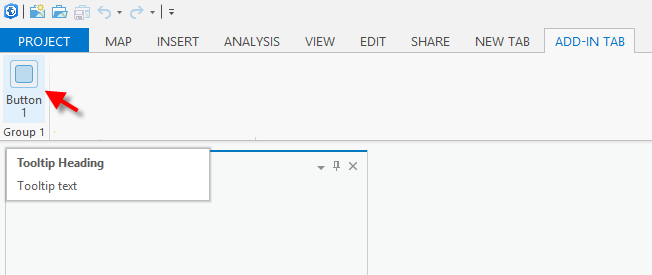 PROJECT MAP INSERT ANALYSIS VIEW EDIT SHARE NEW TAB ADD-IN TAB
Button
1
Group 1
Tooltip Heading
Tooltip text